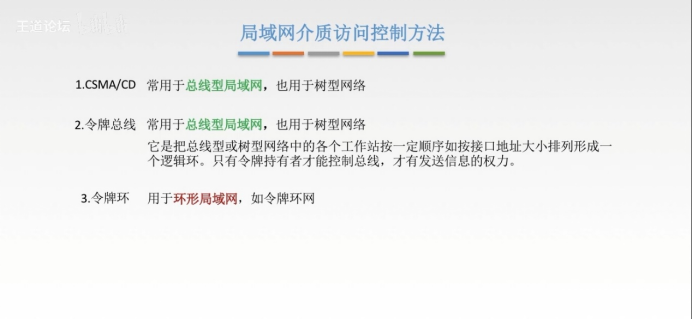 王道论坛
局域网介质访问控制方法
1.CSMA/CD 常用于总线型局域网，也用于树型网络
2.令牌总线 常用于总线型局域网，也用于树型网络
它是把总线型或树型网络中的各个工作站按一定顺序如按接口地址大小排列形成一
个逻辑环。只有令牌持有者才能控制总线，才有发送信息的权力。
3.令牌环 用于环形局域网，如令牌环网